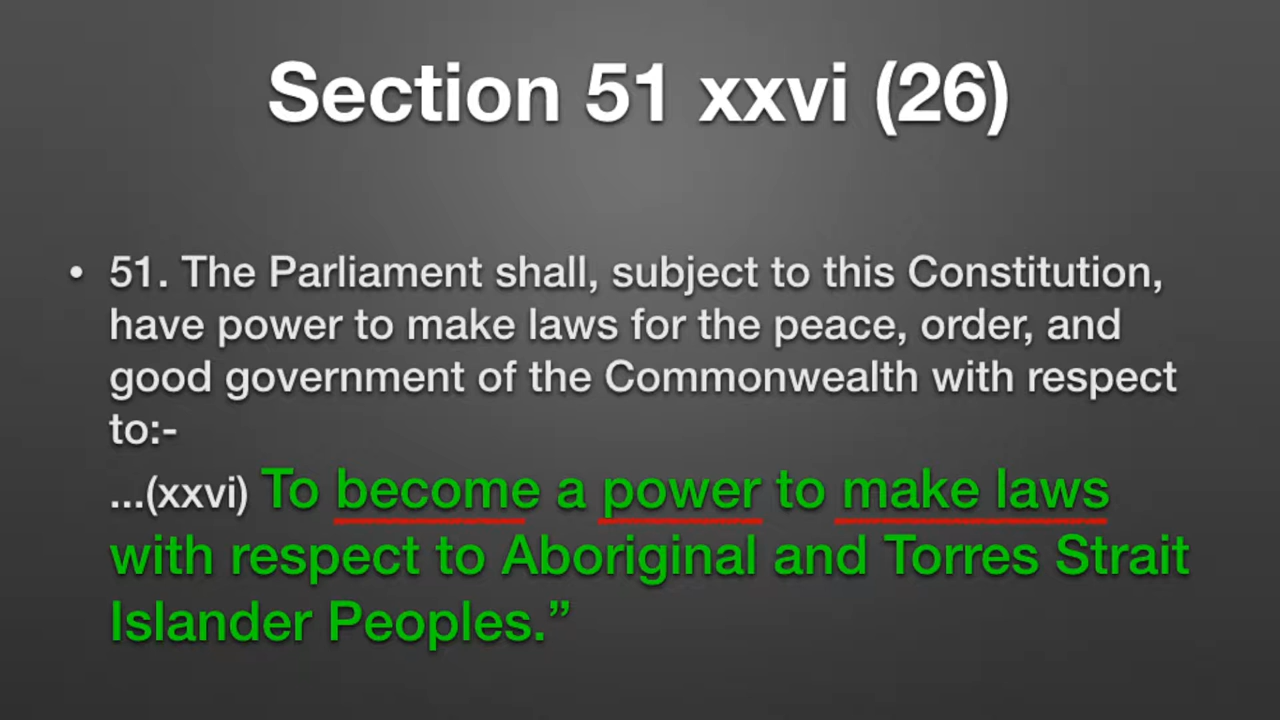 Section 51 xxvi (26)
• 51. The Parliament shall, subject to this Constitution,
have power to make laws for the peace, order, and
good government of the Commonwealth with respect
to:-
...(xxvi) To become a power to make laws
with respect to Aboriginal and Torres Strait
Islander Peoples.”